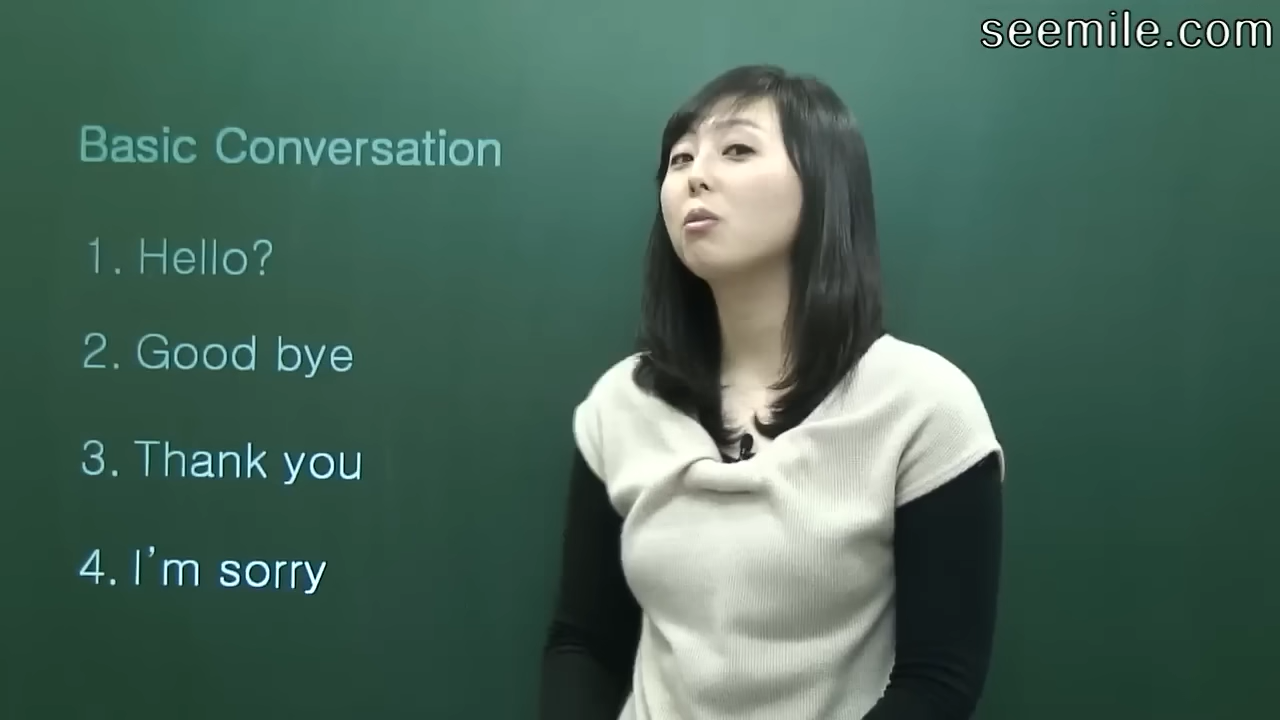 seemile.com
Basic Conversation
1. Hello?
2. Good bye
3. Thank you
4. I'm sorry